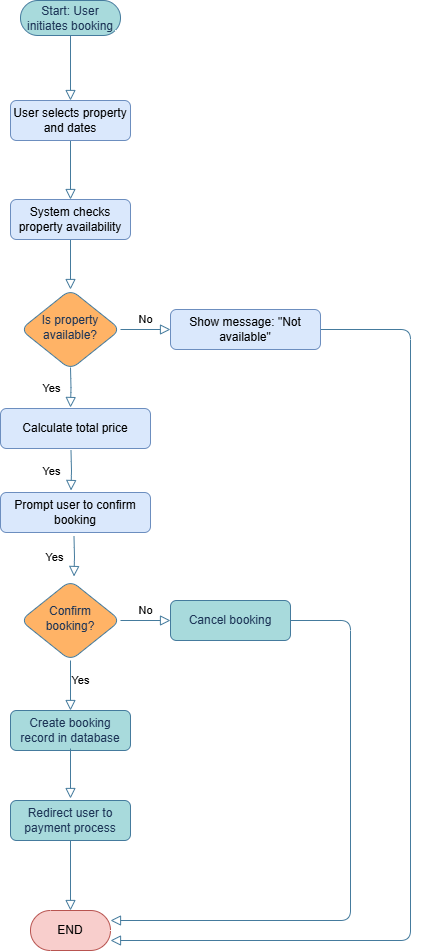 Start: User
initiates booking
User selects property
and dates
System checks
property availability
Is property
available?
No
Show message: "Not
available"
Yes
Calculate total price
Yes
Prompt user to confirm
booking
Yes
Confirm
booking?
No
Cancel booking
Yes
Create booking
record in database
Redirect user to
payment process
END